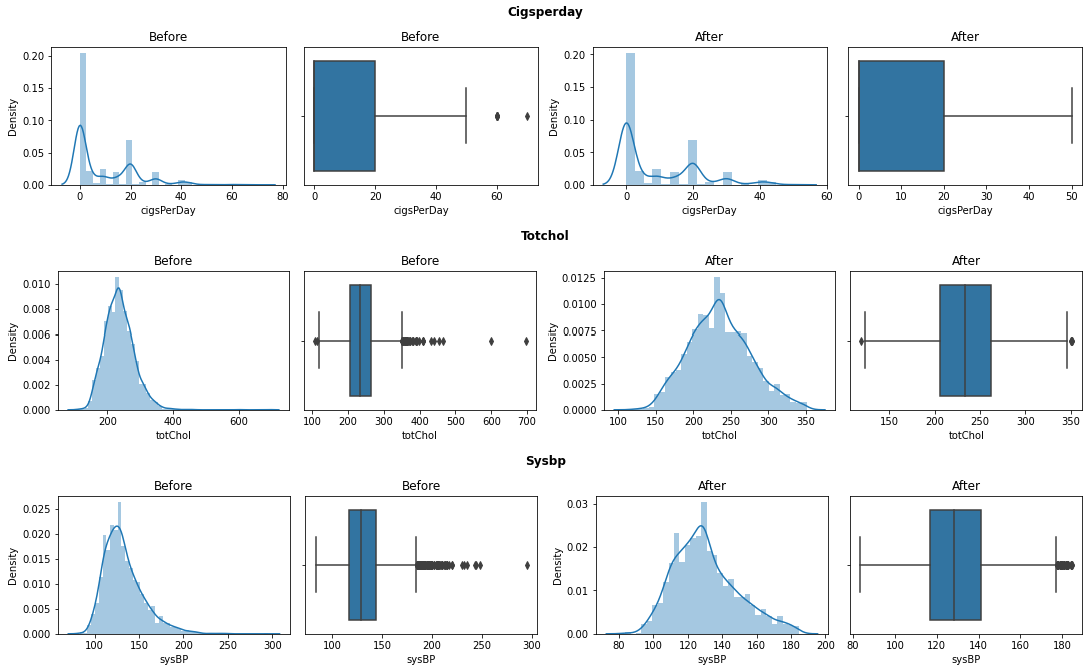 Cigsperday
Before Before After After
0.20 0.15 0.10 0.05 0.00
Density
0 20 40 60 80
cigsPerDay
0 20 40 60
cigsPerDay
0.20 0.15 0.10 0.05 0.00
Density
0 20 40 60
cigsPerDay
0 10 20 30 40 50
cigsPerDay
Totchol
Before Before After After
0.010 0.008 0.006 0.004 0.002 0.000
Density
200 400 600
totChol
100 200 300 400 500 600 700
totChol
0.0125 0.0100 0.0075 0.0050 0.0025 0.0000
Density
100 150 200 250 300 350
totChol
150 200 250 300 350
totChol
Sysbp
Before Before After After
0.025 0.020 0.015 0.010 0.005 0.000
Density
100 150 200 250 300
sysBP
100 150 200 250 300
sysBP
0.03 0.02 0.01 0.00
Density
80 100 120 140 160 180 200
sysBP
80 100 120 140 160 180
sysBP